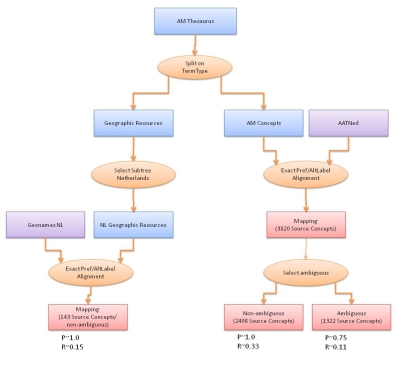 AM Thesaurus
Split on
TermType
Geographic Resources
AM Concepts
AATNed
Select Subtree
Netherlands
Exact Pref/AltLabel
Alignment
Geonames NL
NL Geographic Resources
Mapping
(3820 Source Concepts)
Exact Pref/AltLabel
Alignment
Select ambiguous
Mapping
(143 Source Concepts/
non-ambiguous)
Non-ambiguous
(2498 Source Concepts)
Ambiguous
(1322 Source Concepts)
P~1.0
R~0.15
P~1.0
R~0.33
P~0.75
R~0.11